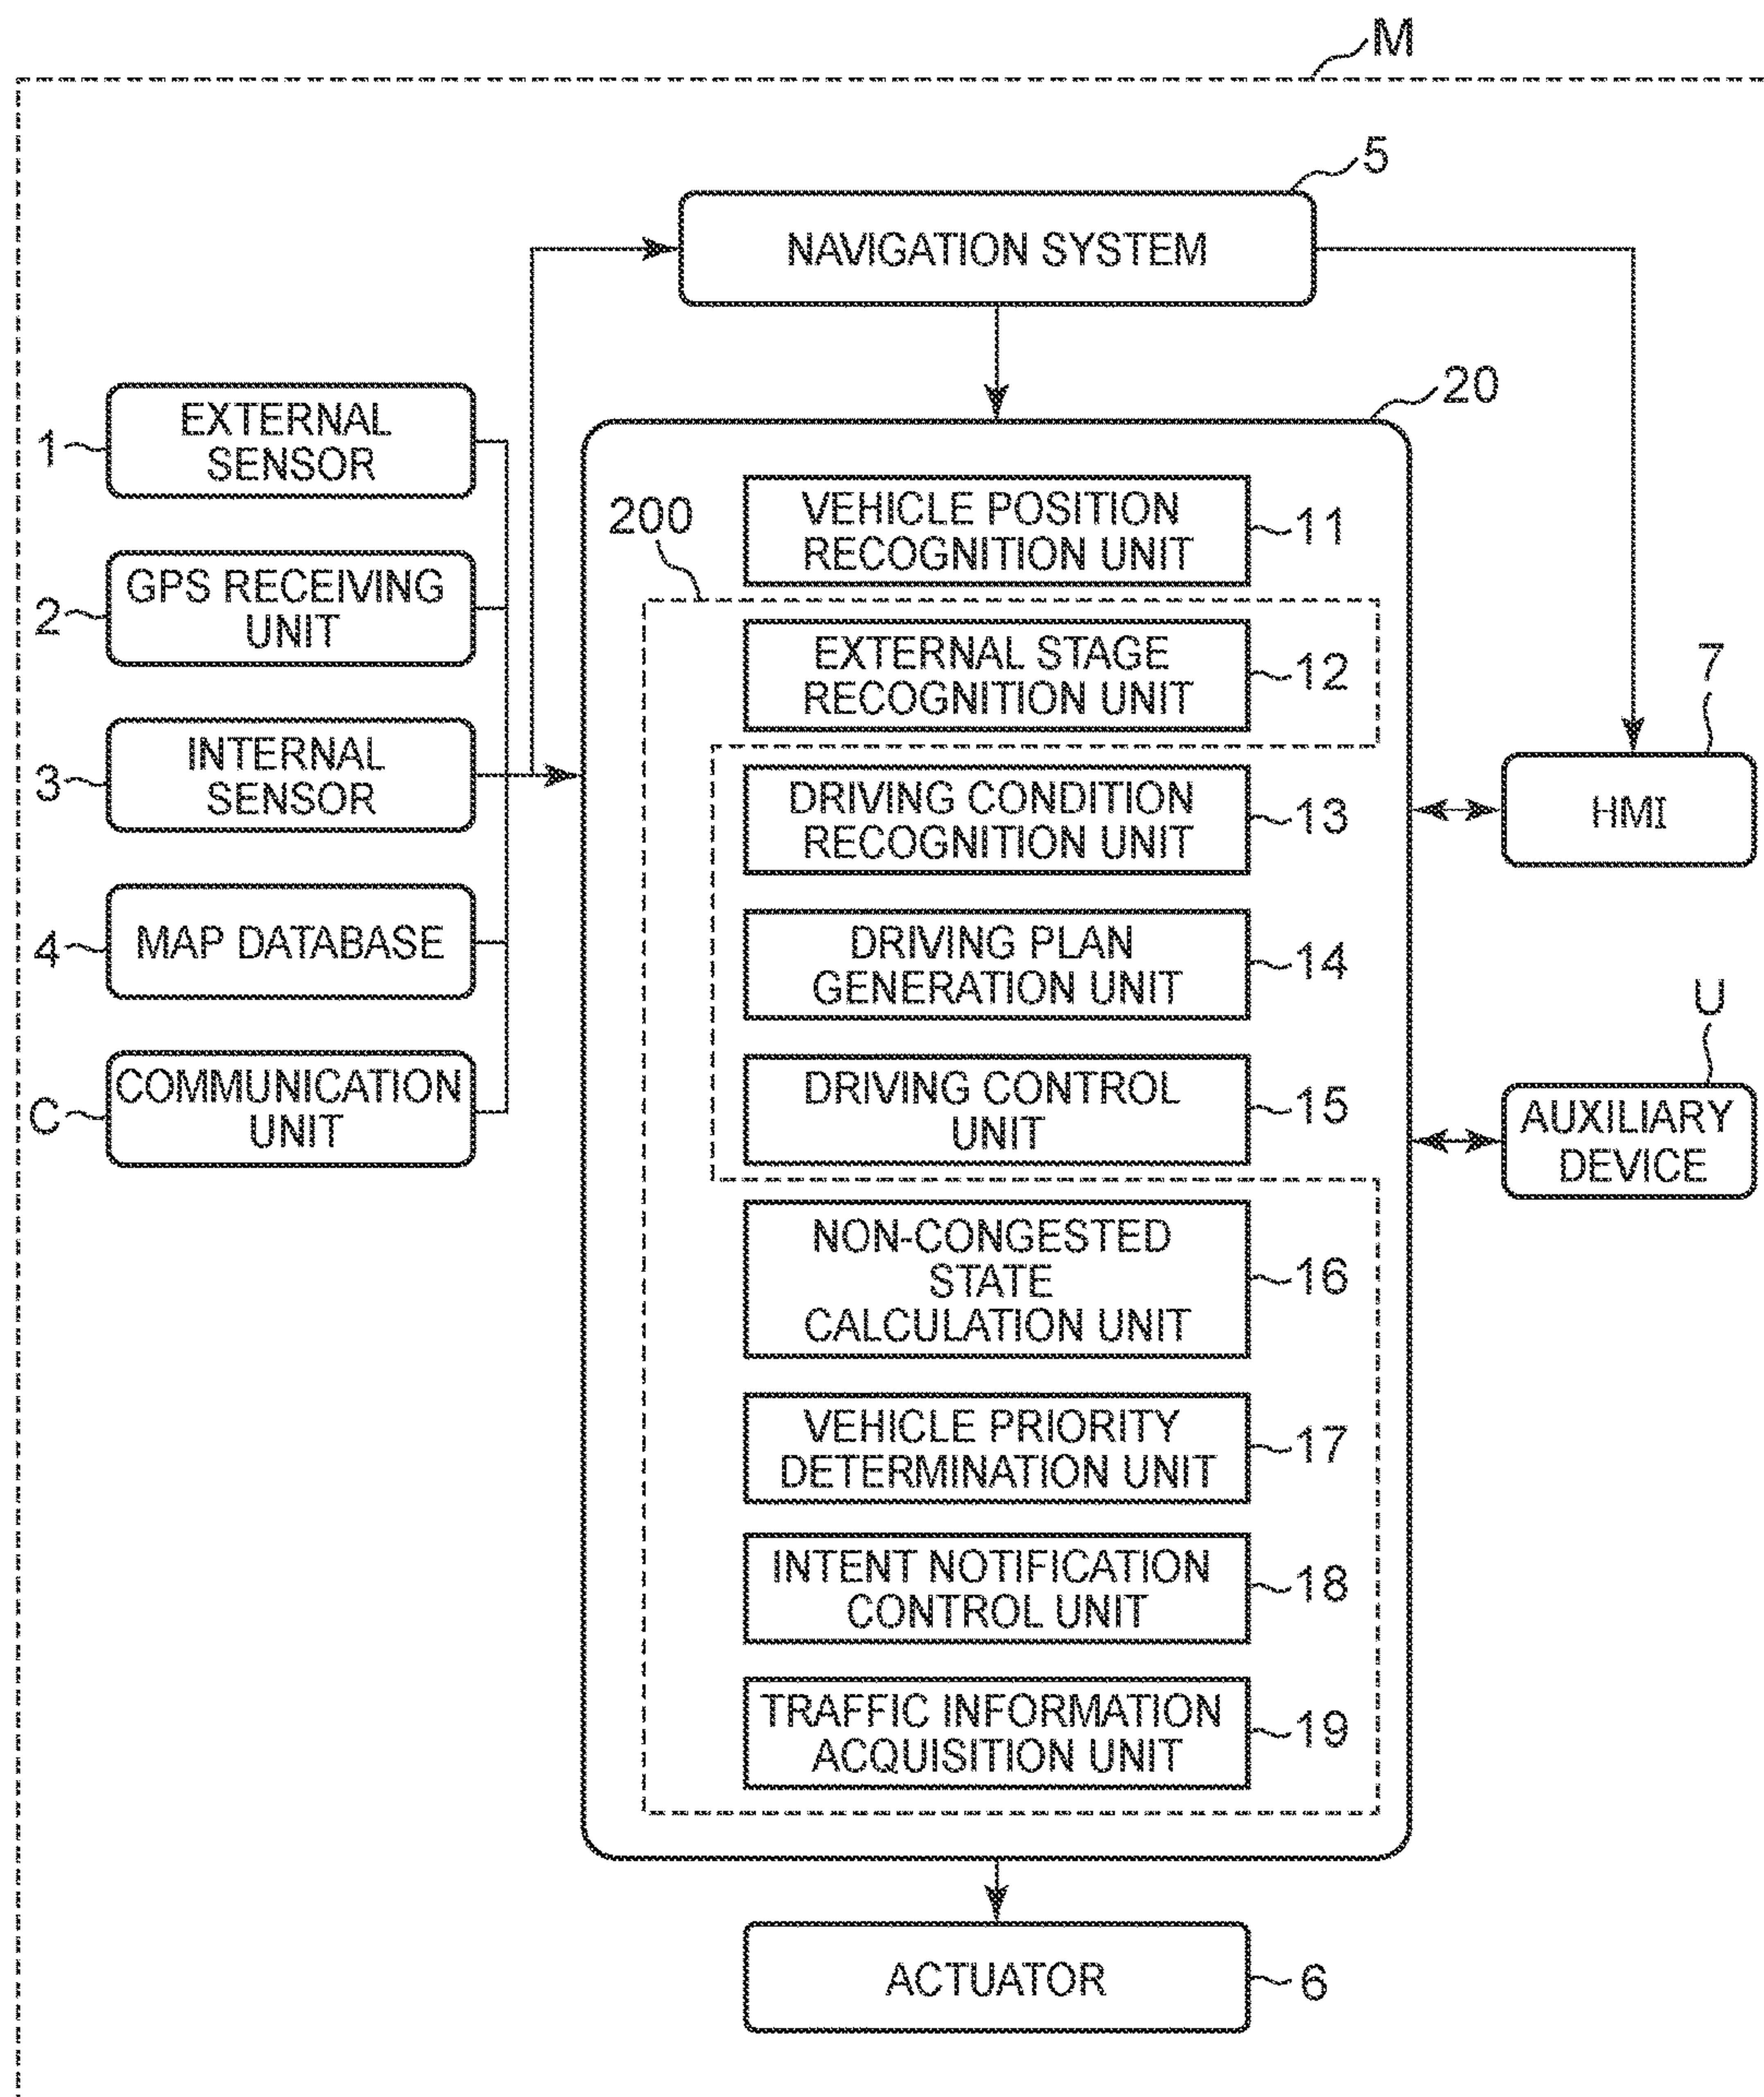 M
5
NAVIGATION SYSTEM
20
1
EXTERNAL
SENSOR
2
GPS RECEIVING
UNIT
3
INTERNAL
SENSOR
4
MAP DATABASE
C
COMMUNICATION
UNIT
200
VEHICLE POSITION
RECOGNITION UNIT
11
EXTERNAL STAGE
RECOGNITION UNIT
12
DRIVING CONDITION
RECOGNITION UNIT
13
DRIVING PLAN
GENERATION UNIT
14
DRIVING CONTROL
UNIT
15
NON-CONGESTED
STATE
CALCULATION UNIT
16
VEHICLE PRIORITY
DETERMINATION UNIT
17
INTENT NOTIFICATION
CONTROL UNIT
18
TRAFFIC INFORMATION
ACQUISITION UNIT
19
7
HMI
U
AUXILIARY
DEVICE
ACTUATOR
6